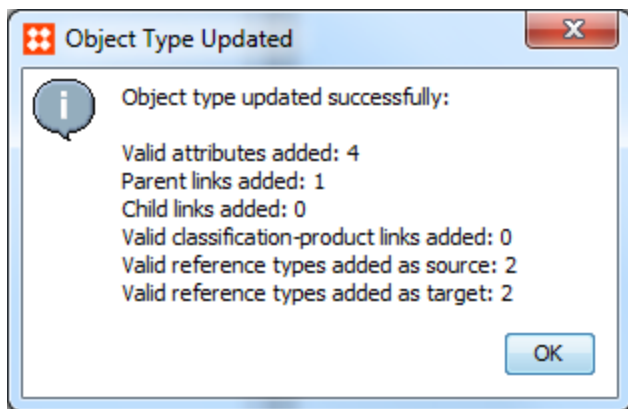 Object Type Updated
Object type updated successfully:
Valid attributes added: 4
Parent links added: 1
Child links added: 0
Valid classification-product links added: 0
Valid reference types added as source: 2
Valid reference types added as target: 2
OK